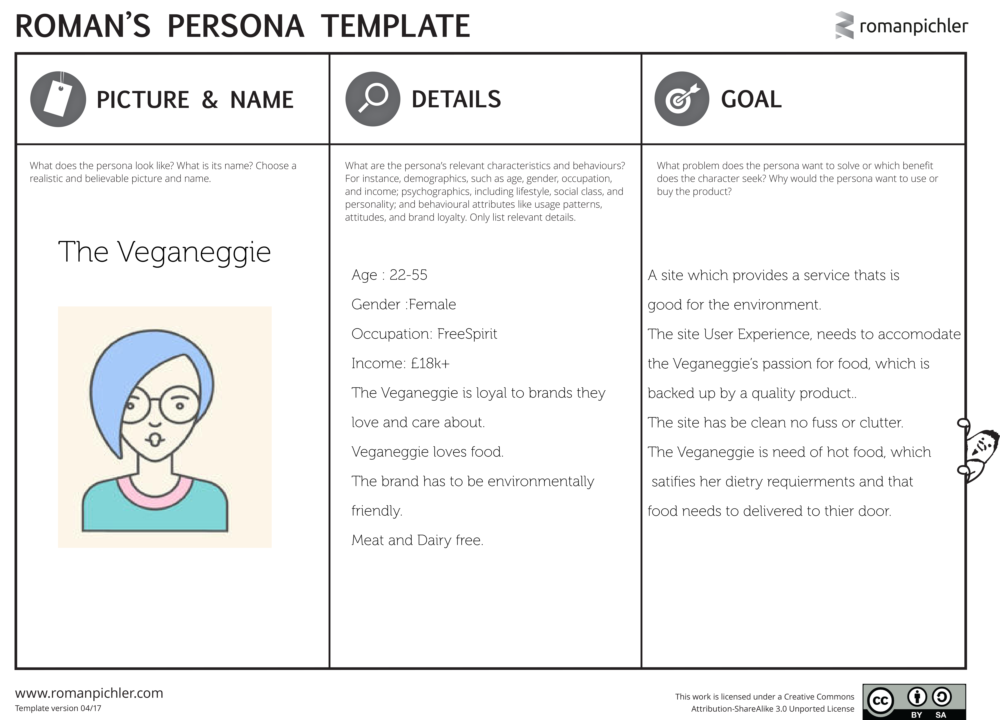 ROMAN’S PERSONA TEMPLATE
romanpichler
PICTURE & NAME
What does the persona look like? What is its name? Choose a
realistic and believable picture and name.
The Veganeggie
DETAILS
What are the persona’s relevant characteristics and behaviours?
For instance, demographics, such as age, gender, occupation,
and income; psychographics, including lifestyle, social class, and
personality; and behavioural attributes like usage patterns,
attitudes, and brand loyalty. Only list relevant details.
Age : 22-55
Gender :Female
Occupation: FreeSpirit
Income: £18k+
The Veganeggie is loyal to brands they
love and care about.
Veganeggie loves food.
The brand has to be environmentally
friendly.
Meat and Dairy free.
GOAL
What problem does the persona want to solve or which benefit
does the character seek? Why would the persona want to use or
buy the product?
A site which provides a service thats is
good for the environment.
The site User Experience, needs to accomodate
the Veganeggie’s passion for food, which is
backed up by a quality product..
The site has be clean no fuss or clutter.
The Veganeggie is need of hot food, which
satifies her dietry requierments and that
food needs to delivered to thier door.
www.romanpichler.com
Template version 04/17
This work is licensed under a Creative Commons
Attribution-ShareAlike 3.0 Unported License
cc
BY SA